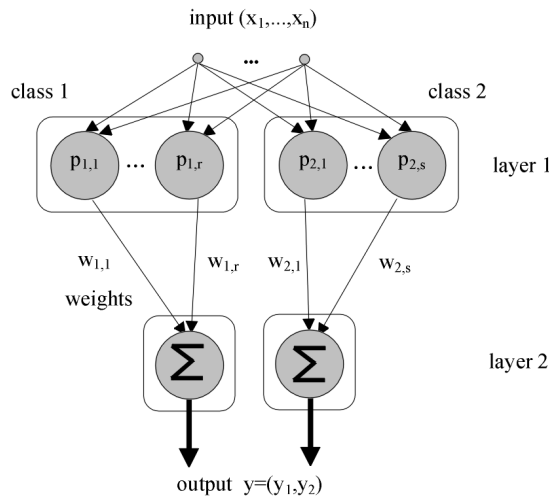 input (x₁,...,xₙ)
...
class 1
class 2
p₁,₁ ... p₁,ᵣ
p₂,₁ ... p₂,ₛ
layer 1
w₁,₁
w₁,ᵣ
w₂,₁
w₂,ₛ
weights
Σ
Σ
layer 2
output y=(y₁,y₂)